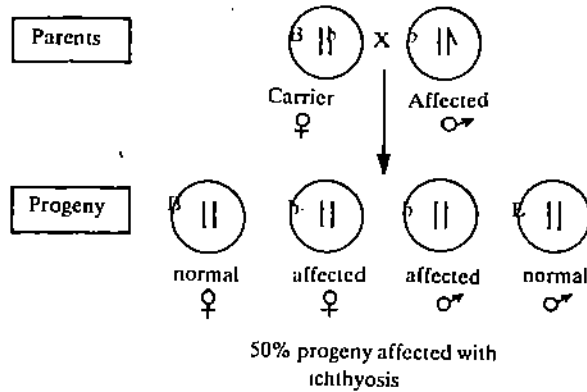 Parents
B b X b
Carrier Affected
♀ ♂
Progeny
B b b B
normal affected affected normal
♀ ♀ ♂ ♂
50% progeny affected with
ichthyosis